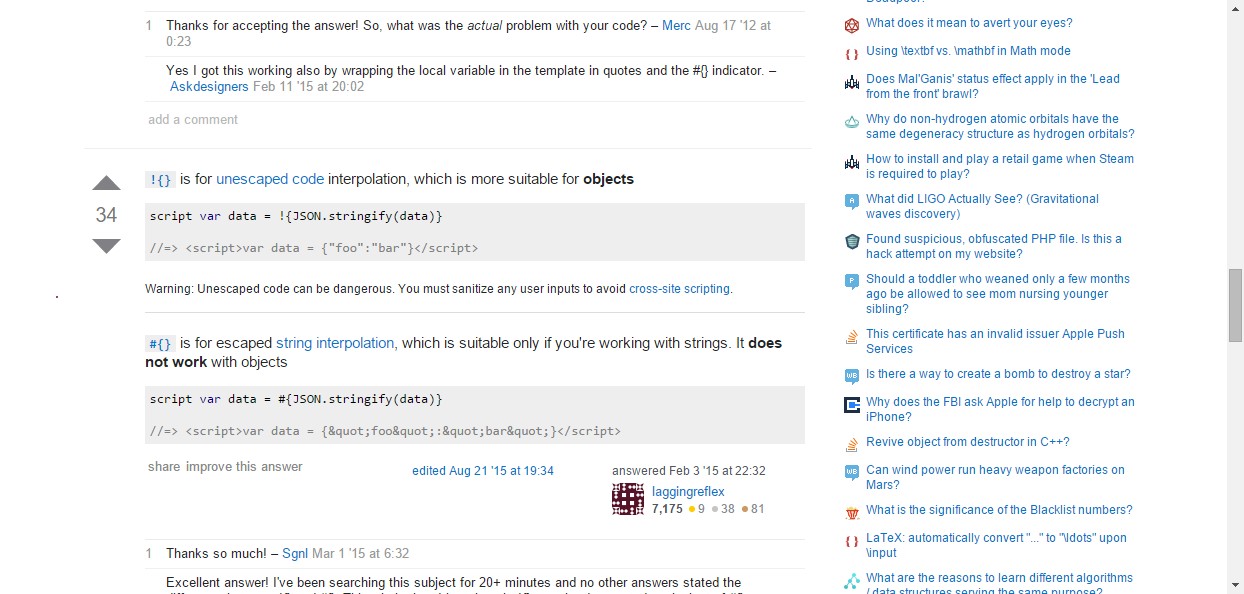 1 Thanks for accepting the answer! So, what was the actual problem with your code? – Merc Aug 17 '12 at
0:23
Yes I got this working also by wrapping the local variable in the template in quotes and the #{} indicator. –
Askdesigners Feb 11 '15 at 20:02
add a comment
34
!{} is for unescaped code interpolation, which is more suitable for objects
script var data = !{JSON.stringify(data)}
//=> <script>var data = {"foo":"bar"}</script>
Warning: Unescaped code can be dangerous. You must sanitize any user inputs to avoid cross-site scripting.
#{} is for escaped string interpolation, which is suitable only if you're working with strings. It does
not work with objects
script var data = #{JSON.stringify(data)}
//=> <script>var data = {&quot;foo&quot;:&quot;bar&quot;}</script>
share improve this answer
edited Aug 21 '15 at 19:34
answered Feb 3 '15 at 22:32
laggingreflex
7,175 9 38 81
1 Thanks so much! – Sgnl Mar 1 '15 at 6:32
Excellent answer! I've been searching this subject for 20+ minutes and no other answers stated the
What does it mean to avert your eyes?
Using \textbf vs. \mathbf in Math mode
Does Mal'Ganis' status effect apply in the 'Lead
from the front' brawl?
Why do non-hydrogen atomic orbitals have the
same degeneracy structure as hydrogen orbitals?
How to install and play a retail game when Steam
is required to play?
What did LIGO Actually See? (Gravitational
waves discovery)
Found suspicious, obfuscated PHP file. Is this a
hack attempt on my website?
Should a toddler who weaned only a few months
ago be allowed to see mom nursing younger
sibling?
This certificate has an invalid issuer Apple Push
Services
Is there a way to create a bomb to destroy a star?
Why does the FBI ask Apple for help to decrypt an
iPhone?
Revive object from destructor in C++?
Can wind power run heavy weapon factories on
Mars?
What is the significance of the Blacklist numbers?
LaTeX: automatically convert "..." to "\ldots" upon
\input
What are the reasons to learn different algorithms
/ data structures serving the same purpose?